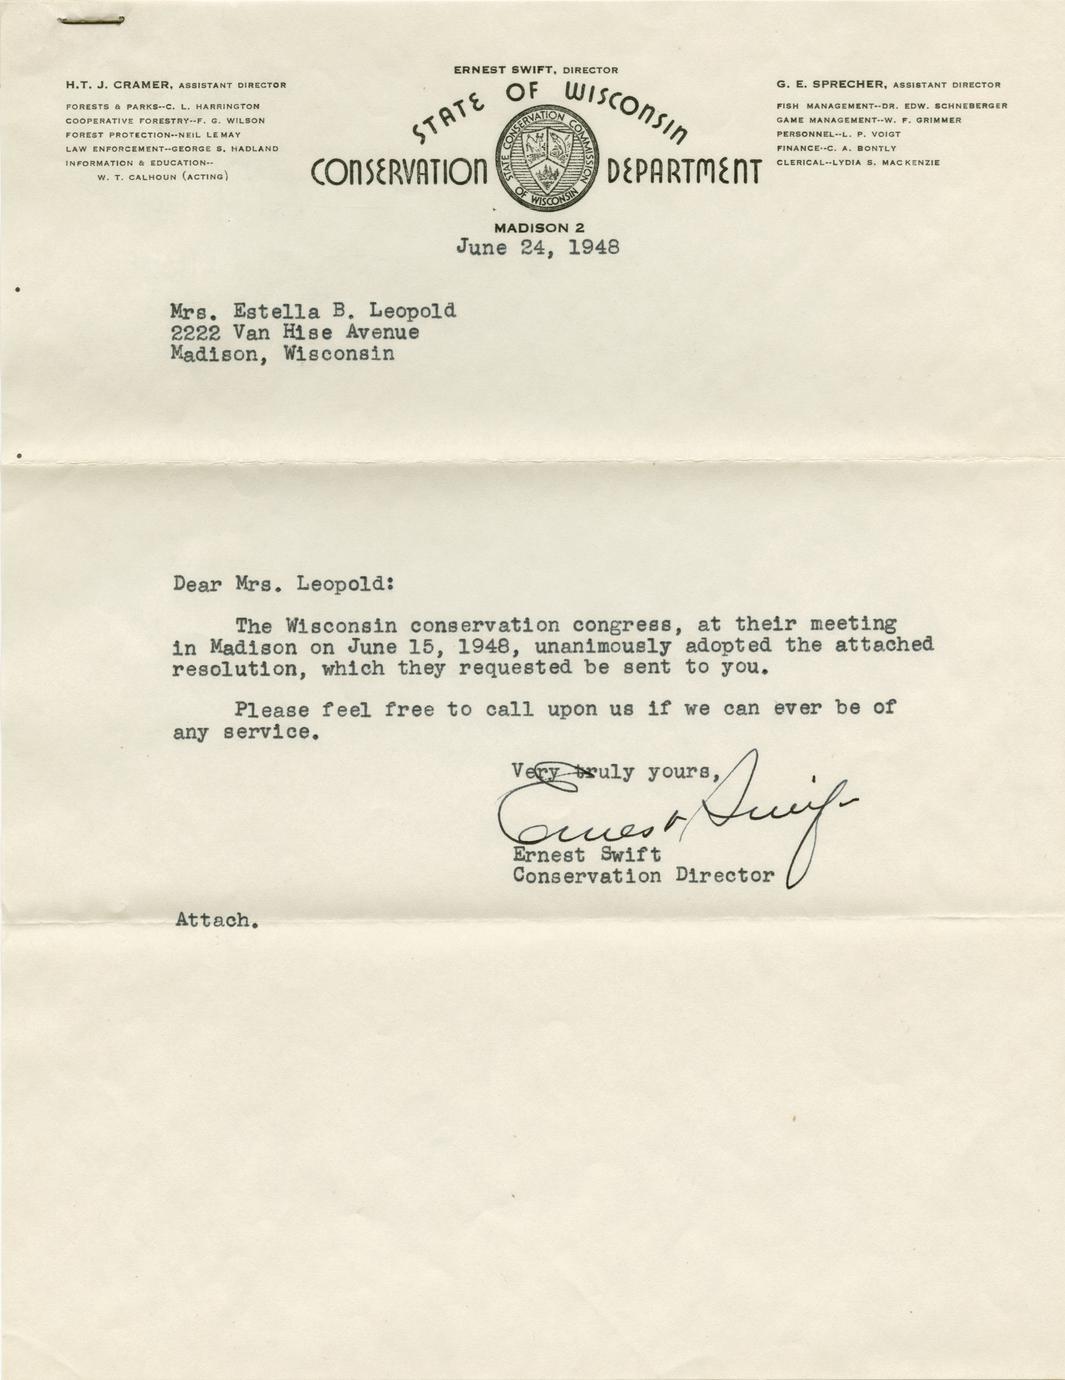 ERNEST SWIFT, DIRECTOR
STATE OF WISCONSIN
CONSERVATION DEPARTMENT
STATE CONSERVATION COMMISSION
OF WISCONSIN
MADISON 2
H.T. J. CRAMER, ASSISTANT DIRECTOR
FORESTS & PARKS--C. L. HARRINGTON
COOPERATIVE FORESTRY--F. G. WILSON
FOREST PROTECTION--NEIL LEMAY
LAW ENFORCEMENT--GEORGE S. HADLAND
INFORMATION & EDUCATION--
W. T. CALHOUN (ACTING)
G. E. SPRECHER, ASSISTANT DIRECTOR
FISH MANAGEMENT--DR. EDW. SCHNEBERGER
GAME MANAGEMENT--W. F. GRIMMER
PERSONNEL--L. P. VOIGT
FINANCE--C. A. BONTLY
CLERICAL--LYDIA S. MACKENZIE
June 24, 1948
Mrs. Estella B. Leopold
2222 Van Hise Avenue
Madison, Wisconsin
Dear Mrs. Leopold:
The Wisconsin conservation congress, at their meeting
in Madison on June 15, 1948, unanimously adopted the attached
resolution, which they requested be sent to you.
Please feel free to call upon us if we can ever be of
any service.
Very truly yours,
Ernest Swift
Ernest Swift
Conservation Director
Attach.